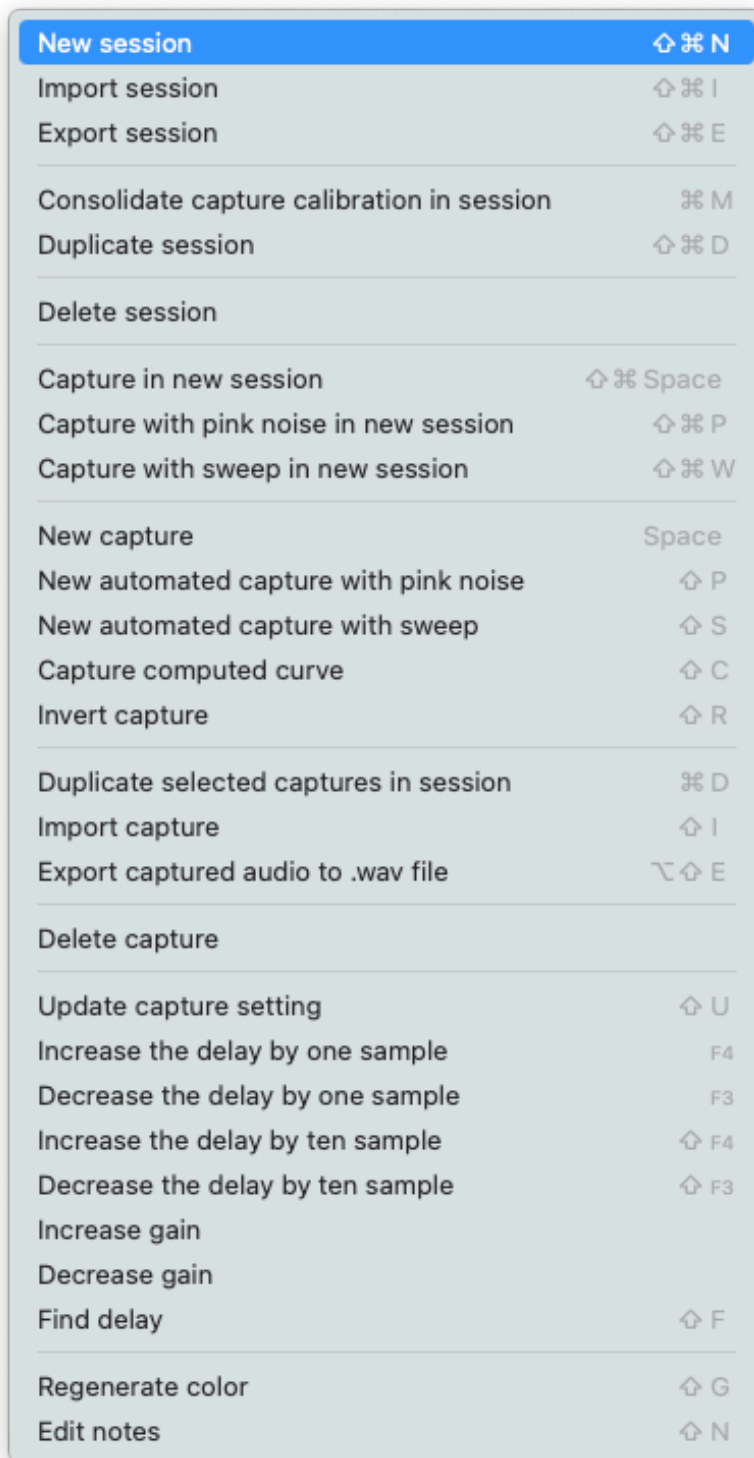 New session ⇧⌘N
Import session ⇧⌘I
Export session ⇧⌘E
Consolidate capture calibration in session ⌘M
Duplicate session ⇧⌘D
Delete session
Capture in new session ⇧⌘Space
Capture with pink noise in new session ⇧⌘P
Capture with sweep in new session ⇧⌘W
New capture Space
New automated capture with pink noise ⇧P
New automated capture with sweep ⇧S
Capture computed curve ⇧C
Invert capture ⇧R
Duplicate selected captures in session ⌘D
Import capture ⇧I
Export captured audio to .wav file ⌥⇧E
Delete capture
Update capture setting ⇧U
Increase the delay by one sample F4
Decrease the delay by one sample F3
Increase the delay by ten sample ⇧F4
Decrease the delay by ten sample ⇧F3
Increase gain
Decrease gain
Find delay ⇧F
Regenerate color ⇧G
Edit notes ⇧N